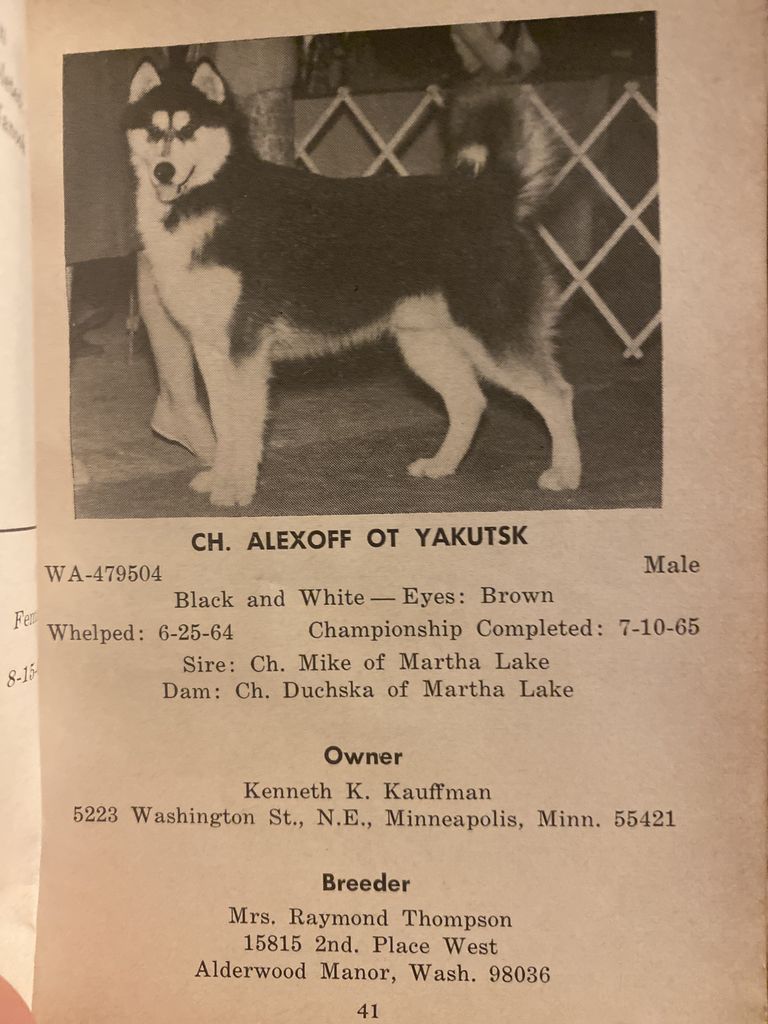 CH. ALEXOFF OT YAKUTSK
WA-479504 Male
Black and White — Eyes: Brown
Whelped: 6-25-64 Championship Completed: 7-10-65
Sire: Ch. Mike of Martha Lake
Dam: Ch. Duchska of Martha Lake
Owner
Kenneth K. Kauffman
5223 Washington St., N.E., Minneapolis, Minn. 55421
Breeder
Mrs. Raymond Thompson
15815 2nd. Place West
Alderwood Manor, Wash. 98036
41